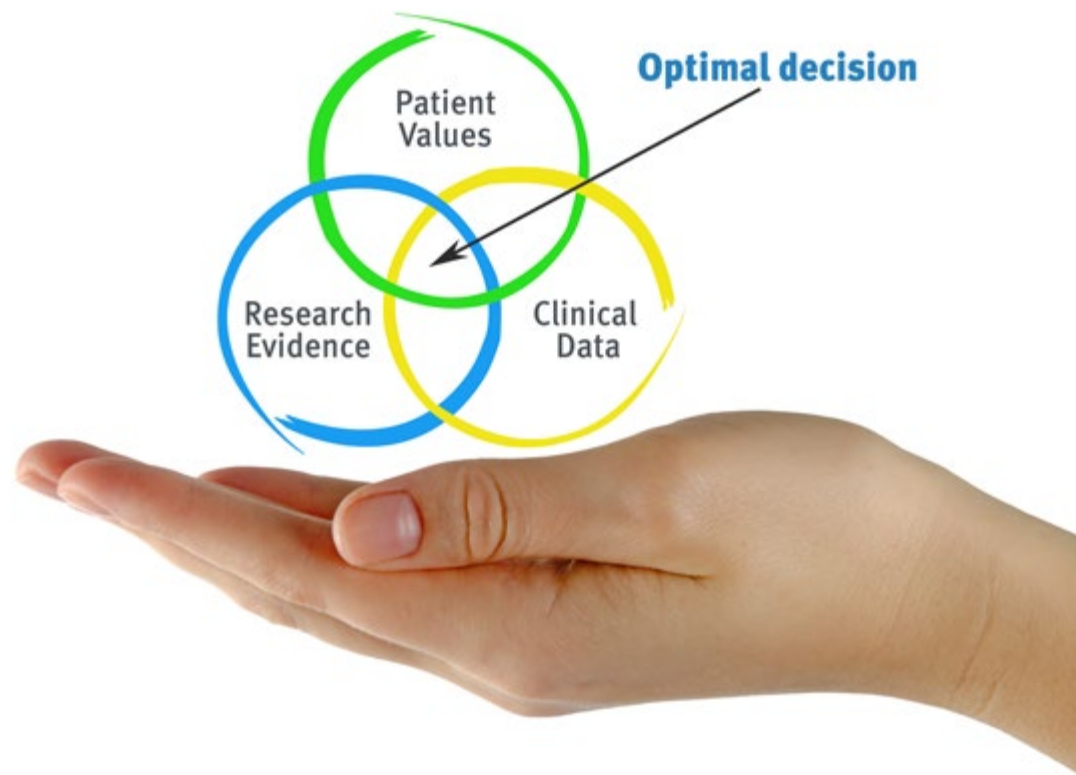 Optimal decision
Patient
Values
Research
Evidence
Clinical
Data